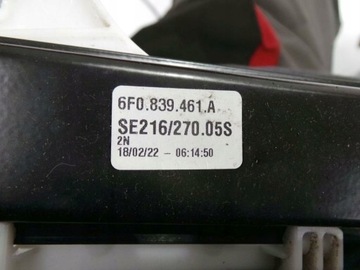 6F0.839.461.A
SE216/270.05S
2N
18/02/22 – 06:14:50